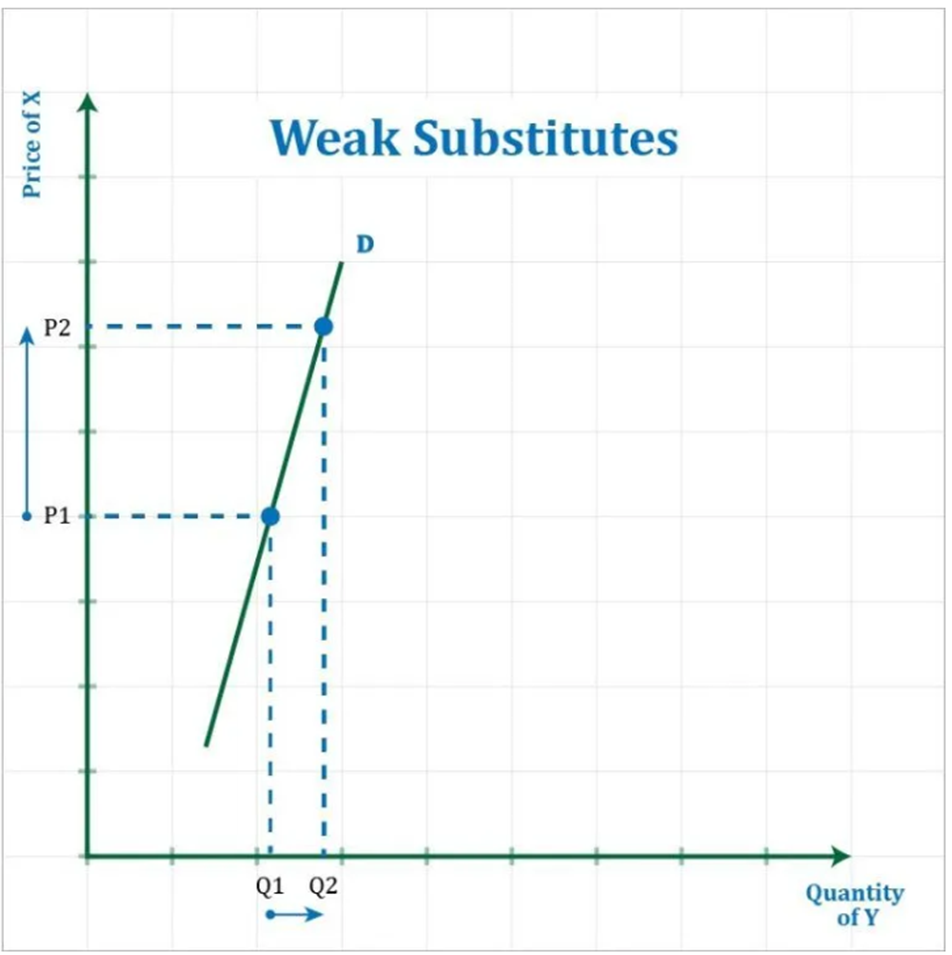 Price of X
Weak Substitutes
D
P2
P1
Q1 Q2
Quantity
of Y